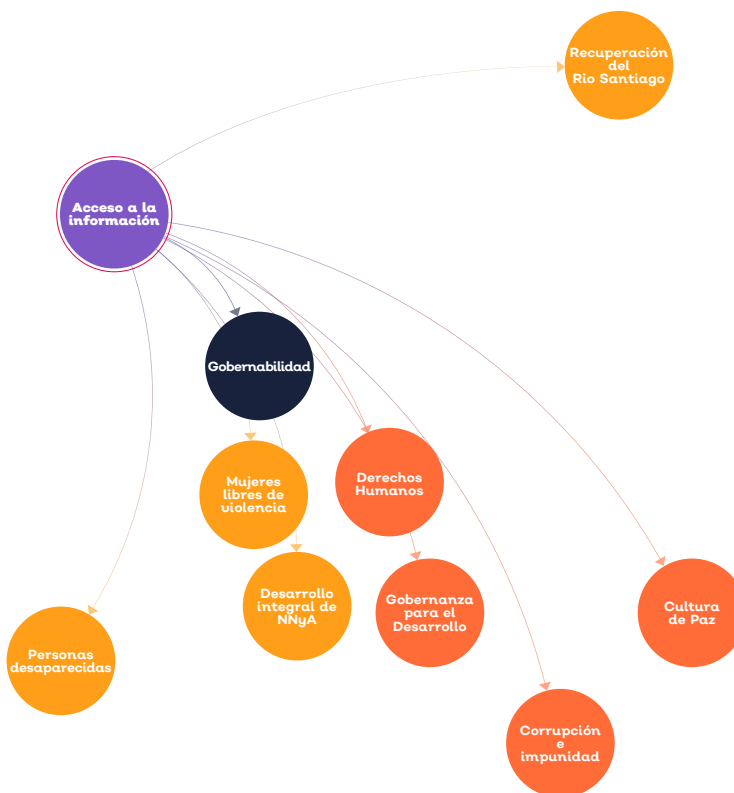 Recuperación
del
Rio Santiago
Acceso a la
información
Gobernabilidad
Mujeres
libres de
violencia
Derechos
Humanos
Desarrollo
integral de
NNyA
Gobernanza
para el
Desarrollo
Cultura
de Paz
Personas
desaparecidas
Corrupción
e
impunidad